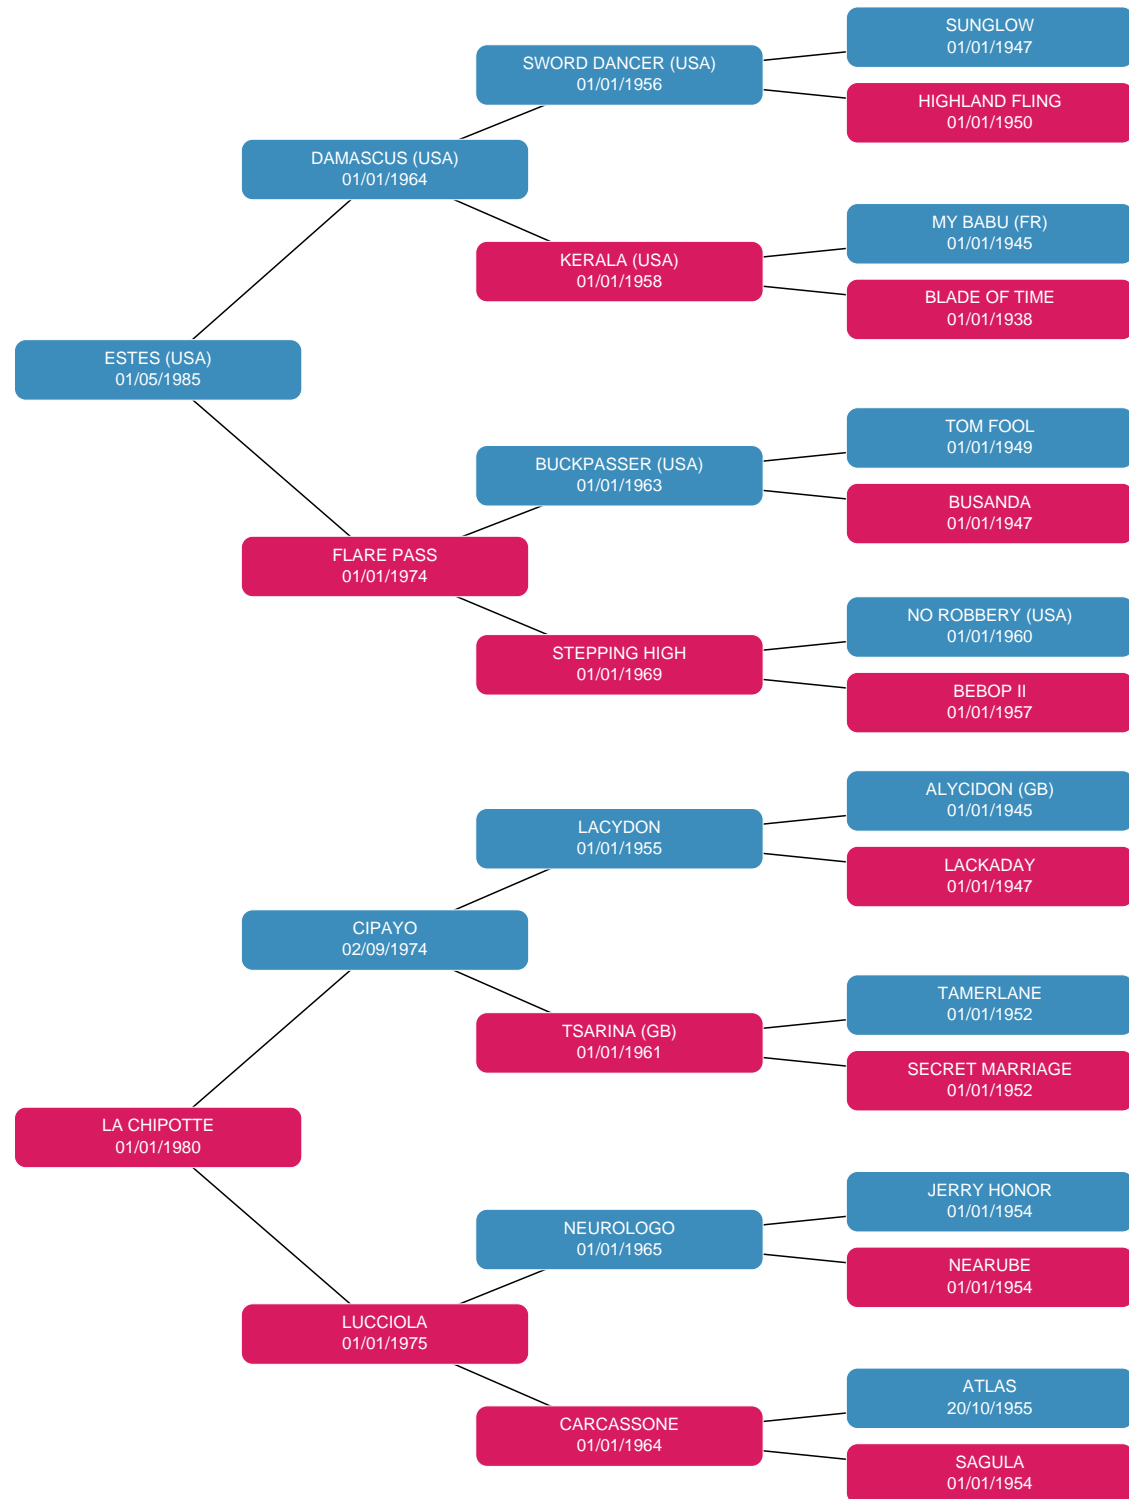 SUNGLOW
01/01/1947
SWORD DANCER (USA)
01/01/1956
HIGHLAND FLING
01/01/1950
DAMASCUS (USA)
01/01/1964
MY BABU (FR)
01/01/1945
KERALA (USA)
01/01/1958
BLADE OF TIME
01/01/1938
ESTES (USA)
01/05/1985
TOM FOOL
01/01/1949
BUCKPASSER (USA)
01/01/1963
BUSANDA
01/01/1947
FLARE PASS
01/01/1974
NO ROBBERY (USA)
01/01/1960
STEPPING HIGH
01/01/1969
BEBOP II
01/01/1957
ALYCIDON (GB)
01/01/1945
LACYDON
01/01/1955
LACKADAY
01/01/1947
CIPAYO
02/09/1974
TAMERLANE
01/01/1952
TSARINA (GB)
01/01/1961
SECRET MARRIAGE
01/01/1952
LA CHIPOTTE
01/01/1980
JERRY HONOR
01/01/1954
NEUROLOGO
01/01/1965
NEARUBE
01/01/1954
LUCCIOLA
01/01/1975
ATLAS
20/10/1955
CARCASSONE
01/01/1964
SAGULA
01/01/1954